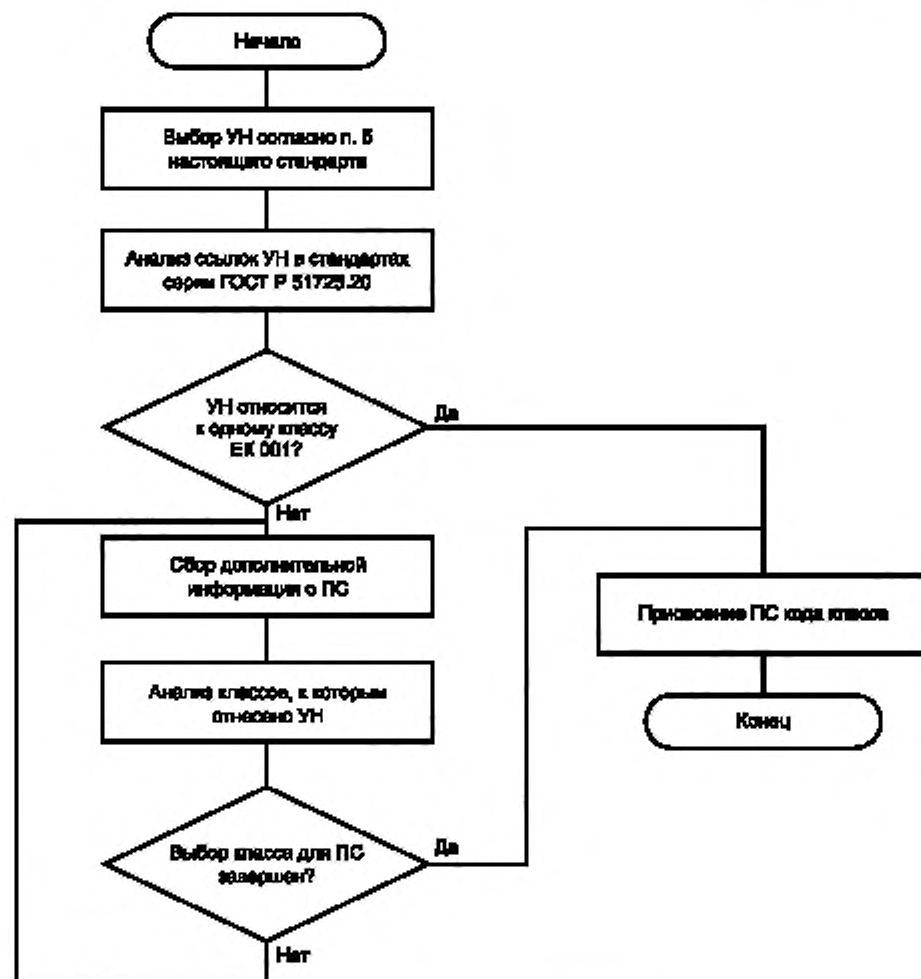 Начало
Выбор УН согласно п. 5
настоящего стандарта
Анализ ссылок УН в стандартах
серии ГОСТ Р 51725.20
УН относится
к одному классу
ЕК 001?
Да
Нет
Сбор дополнительной
информации о ПС
Присвоение ПС кода класса
Анализ классов, к которым
отнесено УН
Конец
Выбор класса для ПС
завершен?
Да
Нет